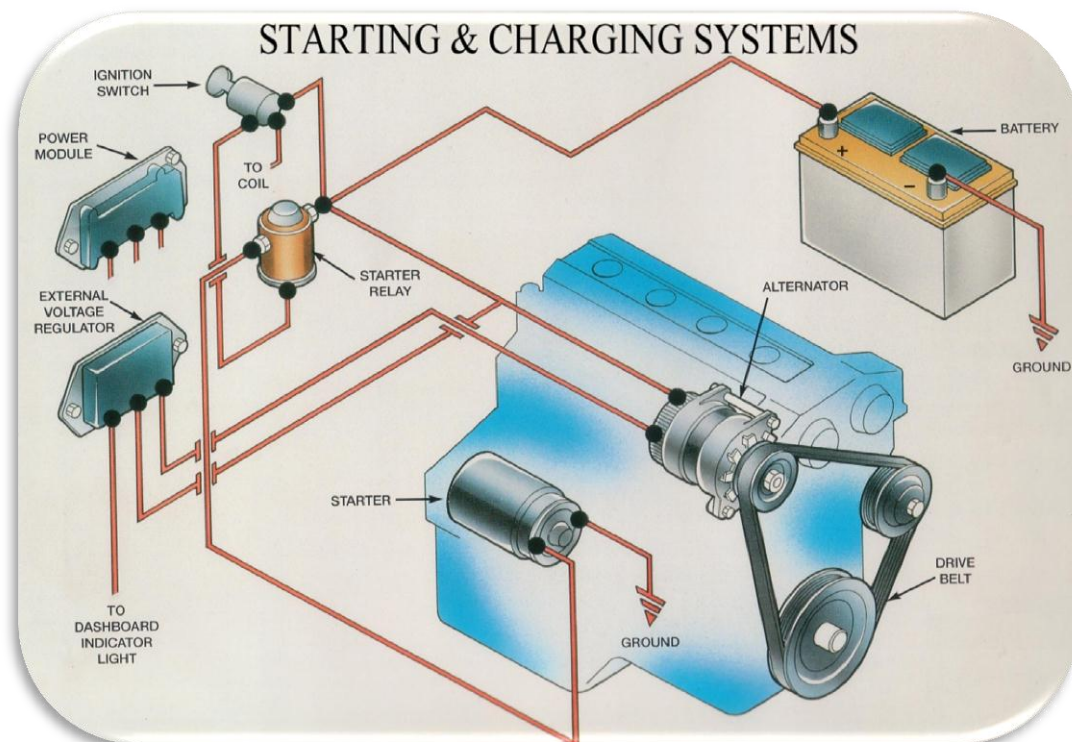 STARTING & CHARGING SYSTEMS
IGNITION
SWITCH
POWER
MODULE
TO
COIL
BATTERY
+
-
STARTER
RELAY
EXTERNAL
VOLTAGE
REGULATOR
ALTERNATOR
GROUND
STARTER
DRIVE
BELT
TO
DASHBOARD
INDICATOR
LIGHT
GROUND